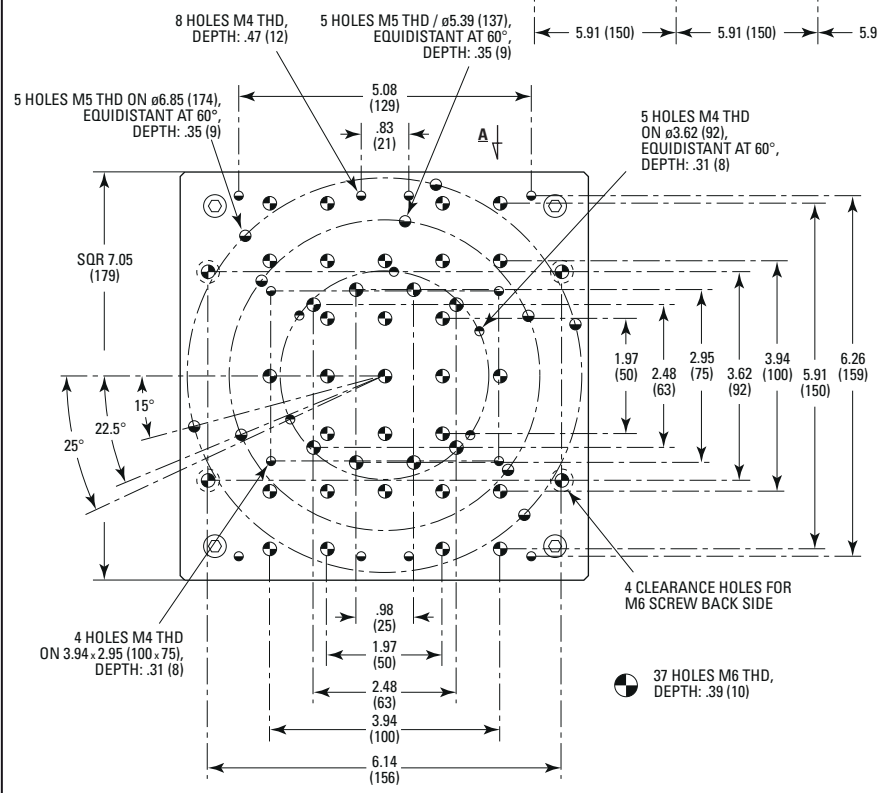 8 HOLES M4 THD,
DEPTH: .47 (12)
5 HOLES M5 THD / ø5.39 (137),
EQUIDISTANT AT 60°,
DEPTH: .35 (9)
5.91 (150)
5.91 (150)
5.9
5 HOLES M5 THD ON ø6.85 (174),
EQUIDISTANT AT 60°,
DEPTH: .35 (9)
5.08
(129)
.83
(21)
A
5 HOLES M4 THD
ON ø3.62 (92),
EQUIDISTANT AT 60°,
DEPTH: .31 (8)
SQR 7.05
(179)
1.97
(50)
2.48
(63)
2.95
(75)
3.62
(92)
3.94
(100)
5.91
(150)
6.26
(159)
15°
22.5°
25°
4 HOLES M4 THD
ON 3.94 x 2.95 (100 x 75),
DEPTH: .31 (8)
.98
(25)
1.97
(50)
2.48
(63)
3.94
(100)
6.14
(156)
4 CLEARANCE HOLES FOR
M6 SCREW BACK SIDE
37 HOLES M6 THD,
DEPTH: .39 (10)